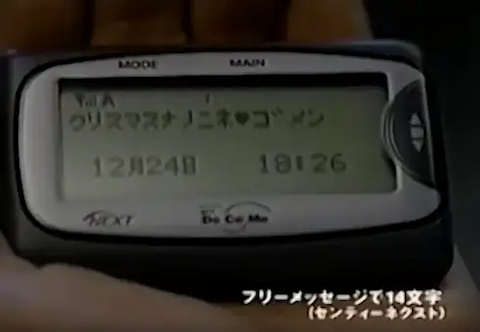 MODE MAIN
クリスマスナノニネ♥ゴメン
12月24日 18:26
NEXT DoCoMo
フリーメッセージで14文字
(センティーネクスト)